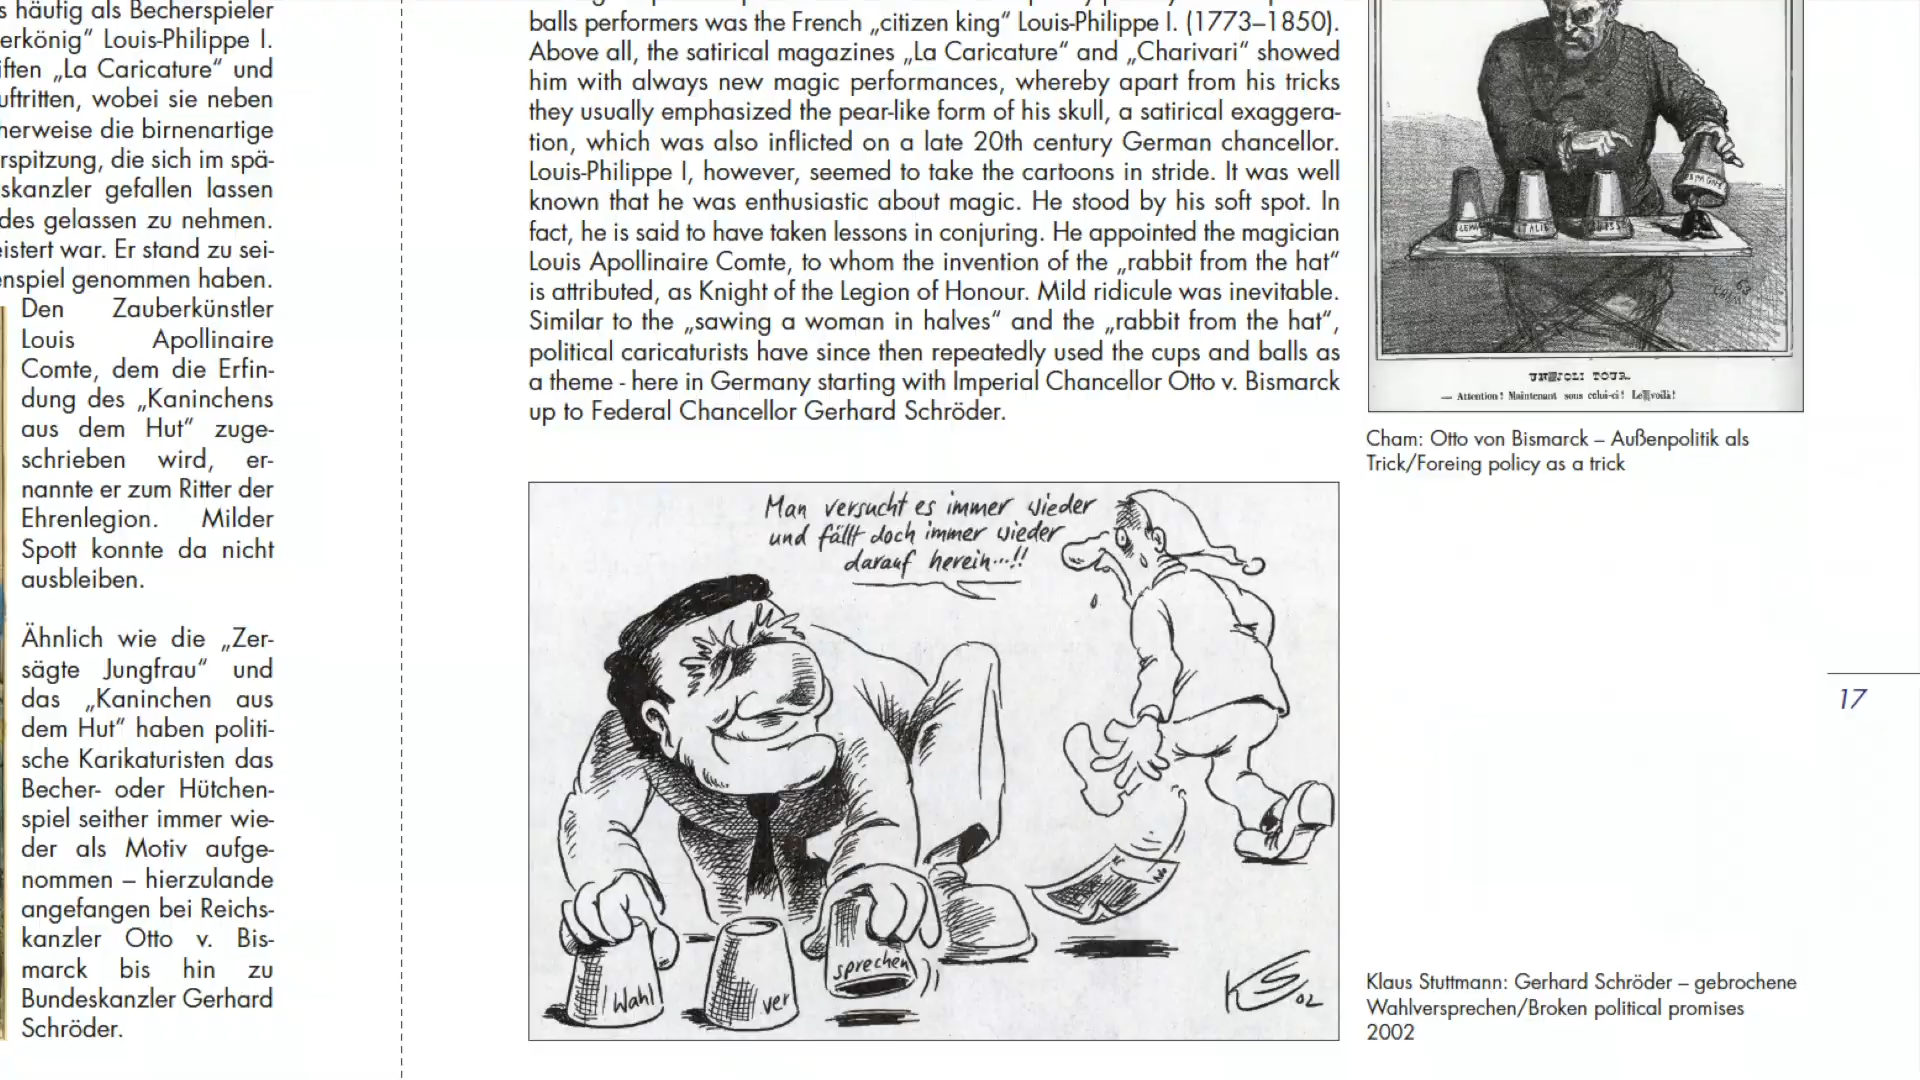 s häufig als Becherspieler
erkönig“ Louis-Philippe I.
iften „La Caricature“ und
uftritten, wobei sie neben
herweise die birnenartige
rspitzung, die sich im spä-
skanzler gefallen lassen
des gelassen zu nehmen.
eistert war. Er stand zu sei-
enspiel genommen haben.
Den Zauberkünstler
Louis Apollinaire
Comte, dem die Erfin-
dung des „Kaninchens
aus dem Hut“ zuge-
schrieben wird, er-
nannte er zum Ritter der
Ehrenlegion. Milder
Spott konnte da nicht
ausbleiben.
Ähnlich wie die „Zer-
sägte Jungfrau“ und
das „Kaninchen aus
dem Hut“ haben politi-
sche Karikaturisten das
Becher- oder Hütchen-
spiel seither immer wie-
der als Motiv aufge-
nommen – hierzulande
angefangen bei Reichs-
kanzler Otto v. Bis-
marck bis hin zu
Bundeskanzler Gerhard
Schröder.
balls performers was the French „citizen king“ Louis-Philippe I. (1773–1850).
Above all, the satirical magazines „La Caricature“ and „Charivari“ showed
him with always new magic performances, whereby apart from his tricks
they usually emphasized the pear-like form of his skull, a satirical exaggera-
tion, which was also inflicted on a late 20th century German chancellor.
Louis-Philippe I, however, seemed to take the cartoons in stride. It was well
known that he was enthusiastic about magic. He stood by his soft spot. In
fact, he is said to have taken lessons in conjuring. He appointed the magician
Louis Apollinaire Comte, to whom the invention of the „rabbit from the hat“
is attributed, as Knight of the Legion of Honour. Mild ridicule was inevitable.
Similar to the „sawing a woman in halves“ and the „rabbit from the hat“,
political caricaturists have since then repeatedly used the cups and balls as
a theme - here in Germany starting with Imperial Chancellor Otto v. Bismarck
up to Federal Chancellor Gerhard Schröder.
Man versucht es immer wieder
und fällt doch immer wieder
darauf herein...!!
Wahl
ver
sprechen
KS 02
JOLI TOUR.
— Attention! Maintenant sous celui-ci! Le voilà!
Cham: Otto von Bismarck – Außenpolitik als
Trick/Foreing policy as a trick
17
Klaus Stuttmann: Gerhard Schröder – gebrochene
Wahlversprechen/Broken political promises
2002